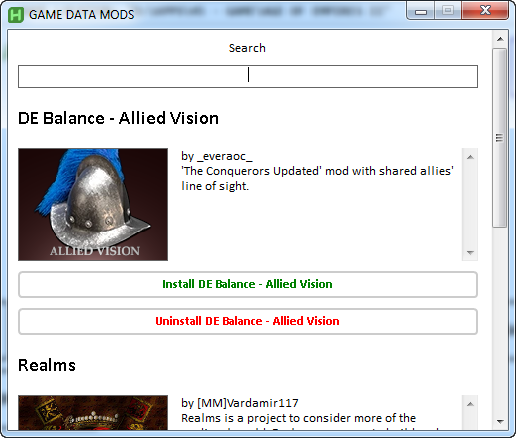 GAME DATA MODS
Search
DE Balance - Allied Vision
by _everaoc_
'The Conquerors Updated' mod with shared allies'
line of sight.
ALLIED VISION
Install DE Balance - Allied Vision
Uninstall DE Balance - Allied Vision
Realms
by [MM]Vardamir117
Realms is a project to consider more of the